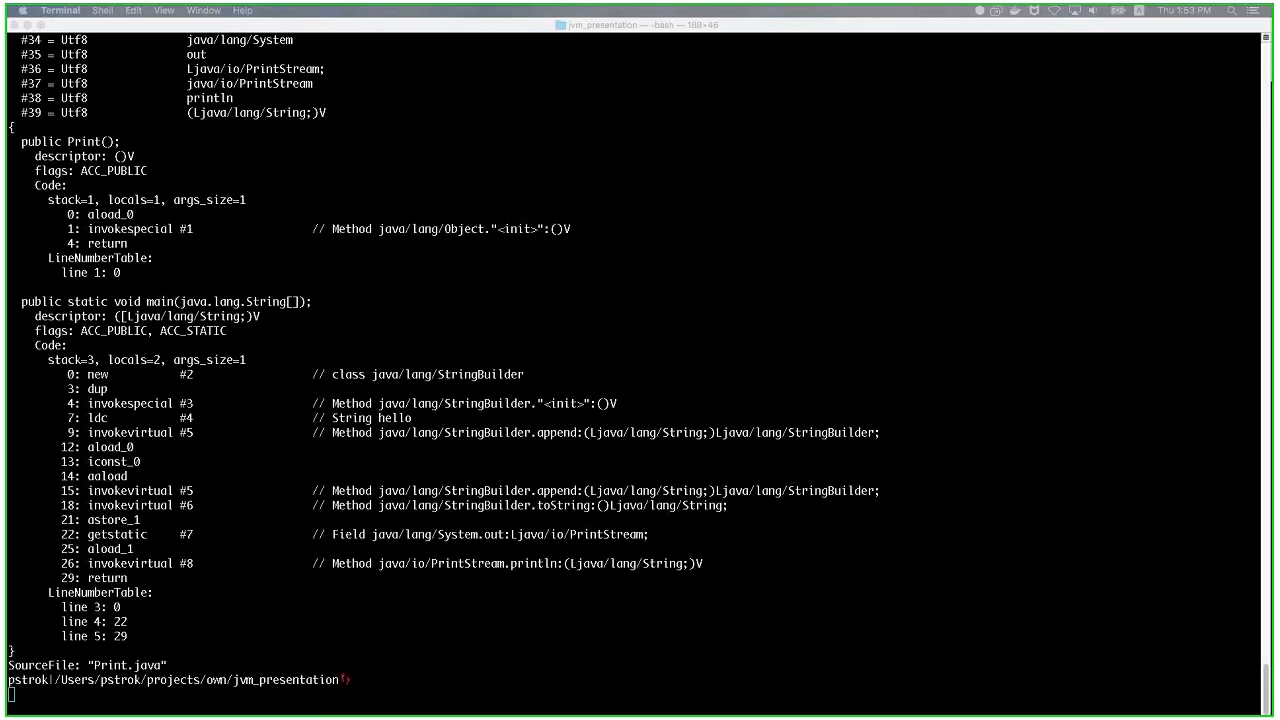 Terminal Shell Edit View Window Help Thu 1:53 PM
jvm_presentation — -bash — 189×46
#34 = Utf8 java/lang/System
#35 = Utf8 out
#36 = Utf8 Ljava/io/PrintStream;
#37 = Utf8 java/io/PrintStream
#38 = Utf8 println
#39 = Utf8 (Ljava/lang/String;)V
{
public Print();
descriptor: ()V
flags: ACC_PUBLIC
Code:
stack=1, locals=1, args_size=1
0: aload_0
1: invokespecial #1 // Method java/lang/Object."<init>":()V
4: return
LineNumberTable:
line 1: 0
public static void main(java.lang.String[]);
descriptor: ([Ljava/lang/String;)V
flags: ACC_PUBLIC, ACC_STATIC
Code:
stack=3, locals=2, args_size=1
0: new #2 // class java/lang/StringBuilder
3: dup
4: invokespecial #3 // Method java/lang/StringBuilder."<init>":()V
7: ldc #4 // String hello
9: invokevirtual #5 // Method java/lang/StringBuilder.append:(Ljava/lang/String;)Ljava/lang/StringBuilder;
12: aload_0
13: iconst_0
14: aaload
15: invokevirtual #5 // Method java/lang/StringBuilder.append:(Ljava/lang/String;)Ljava/lang/StringBuilder;
18: invokevirtual #6 // Method java/lang/StringBuilder.toString:()Ljava/lang/String;
21: astore_1
22: getstatic #7 // Field java/lang/System.out:Ljava/io/PrintStream;
25: aload_1
26: invokevirtual #8 // Method java/io/PrintStream.println:(Ljava/lang/String;)V
29: return
LineNumberTable:
line 3: 0
line 4: 22
line 5: 29
}
SourceFile: "Print.java"
pstrok|/Users/pstrok/projects/own/jvm_presentation